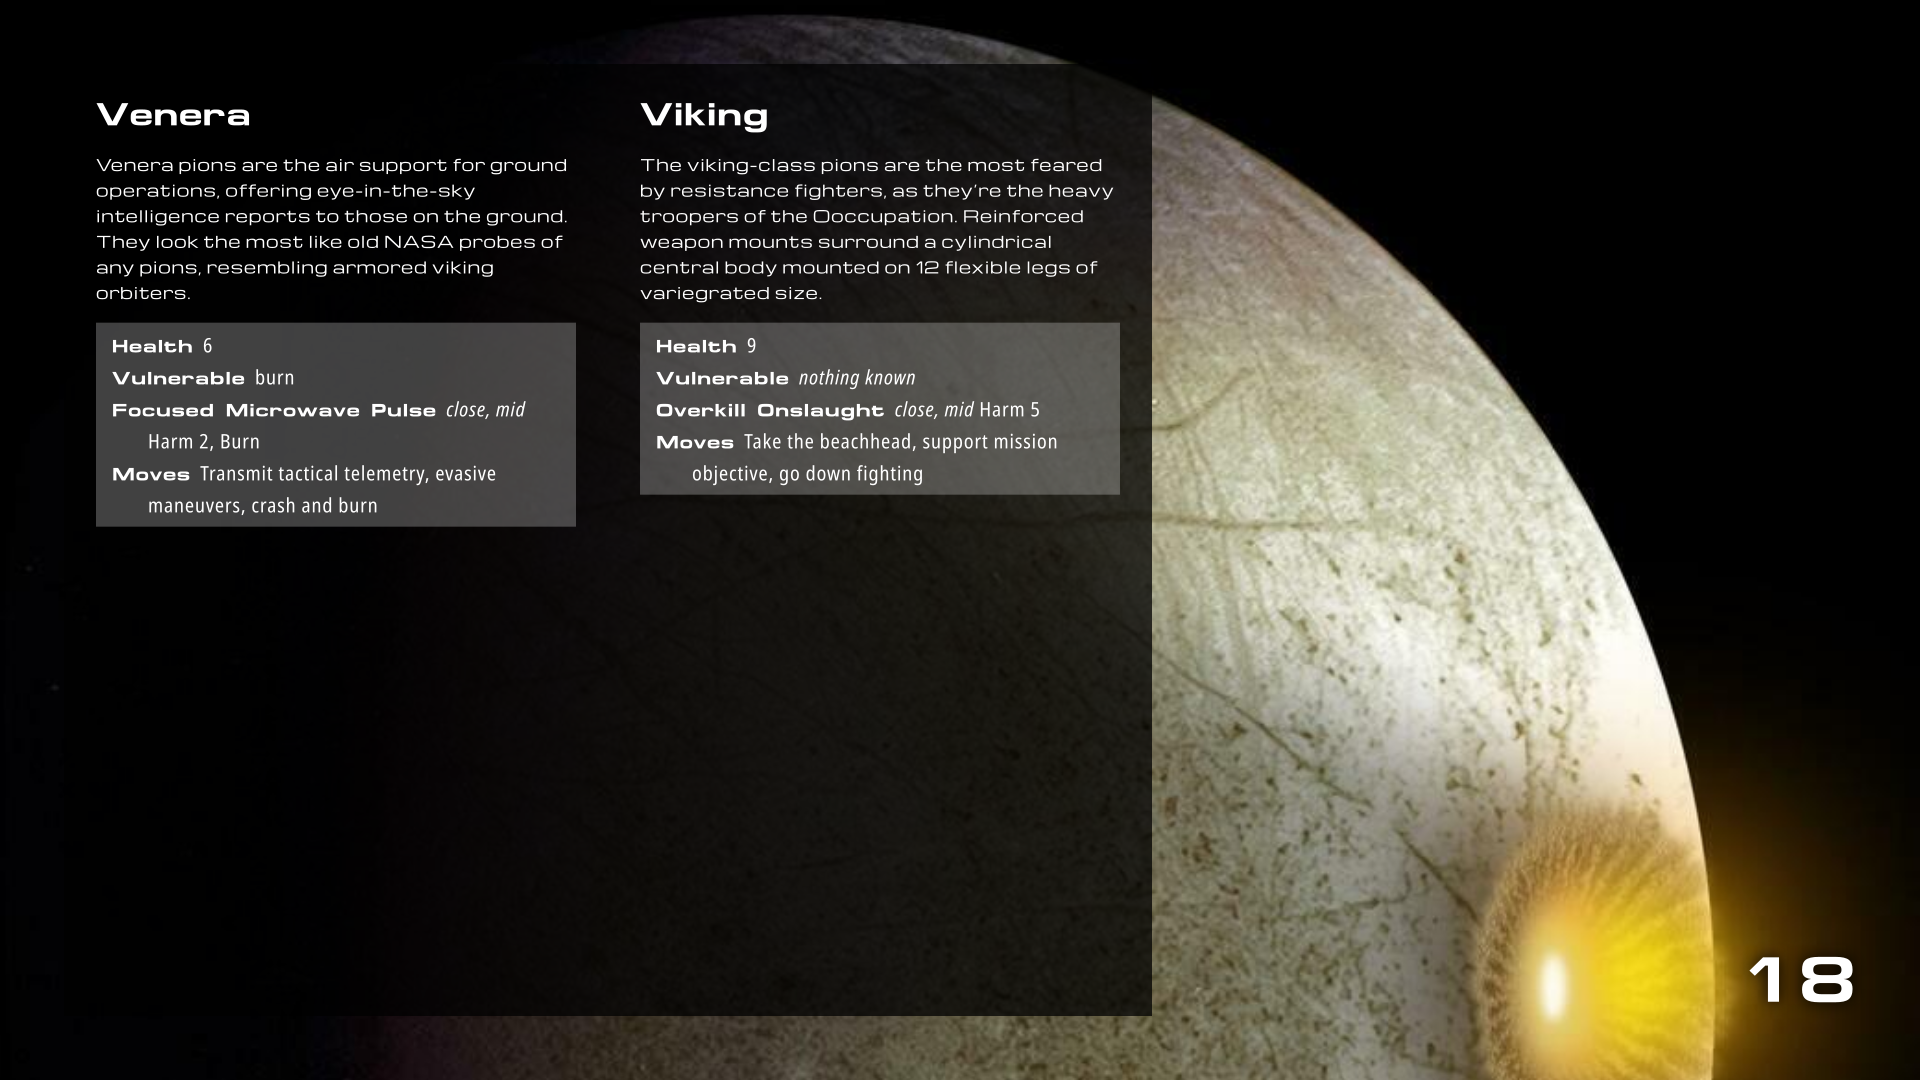 Venera
Venera pions are the air support for ground
operations, offering eye-in-the-sky
intelligence reports to those on the ground.
They look the most like old NASA probes of
any pions, resembling armored viking
orbiters.
Health 6
Vulnerable burn
Focused Microwave Pulse close, mid
Harm 2, Burn
Moves Transmit tactical telemetry, evasive
maneuvers, crash and burn
Viking
The viking-class pions are the most feared
by resistance fighters, as they're the heavy
troopers of the Ooccupation. Reinforced
weapon mounts surround a cylindrical
central body mounted on 12 flexible legs of
variegrated size.
Health 9
Vulnerable nothing known
Overkill Onslaught close, mid Harm 5
Moves Take the beachhead, support mission
objective, go down fighting
18